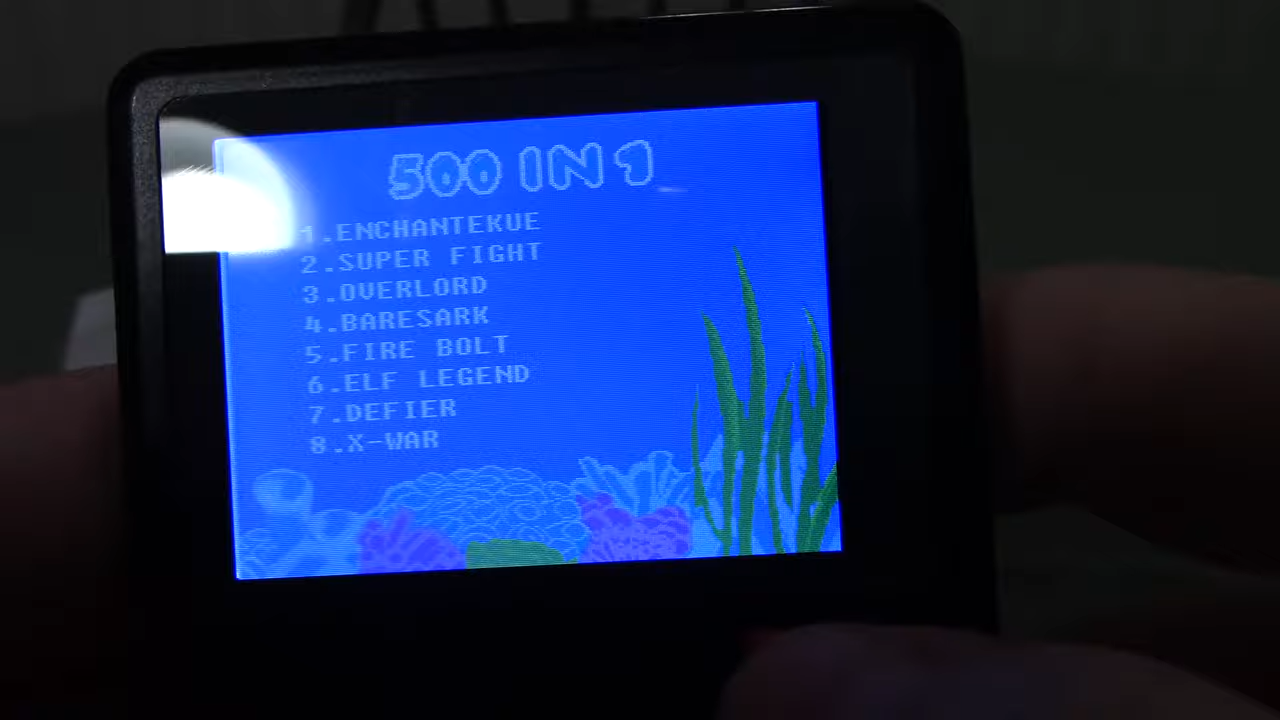 500 IN 1
1.ENCHANTEKUE
2.SUPER FIGHT
3.OVERLORD
4.BARESARK
5.FIRE BOLT
6.ELF LEGEND
7.DEFIER
8.X-WAR